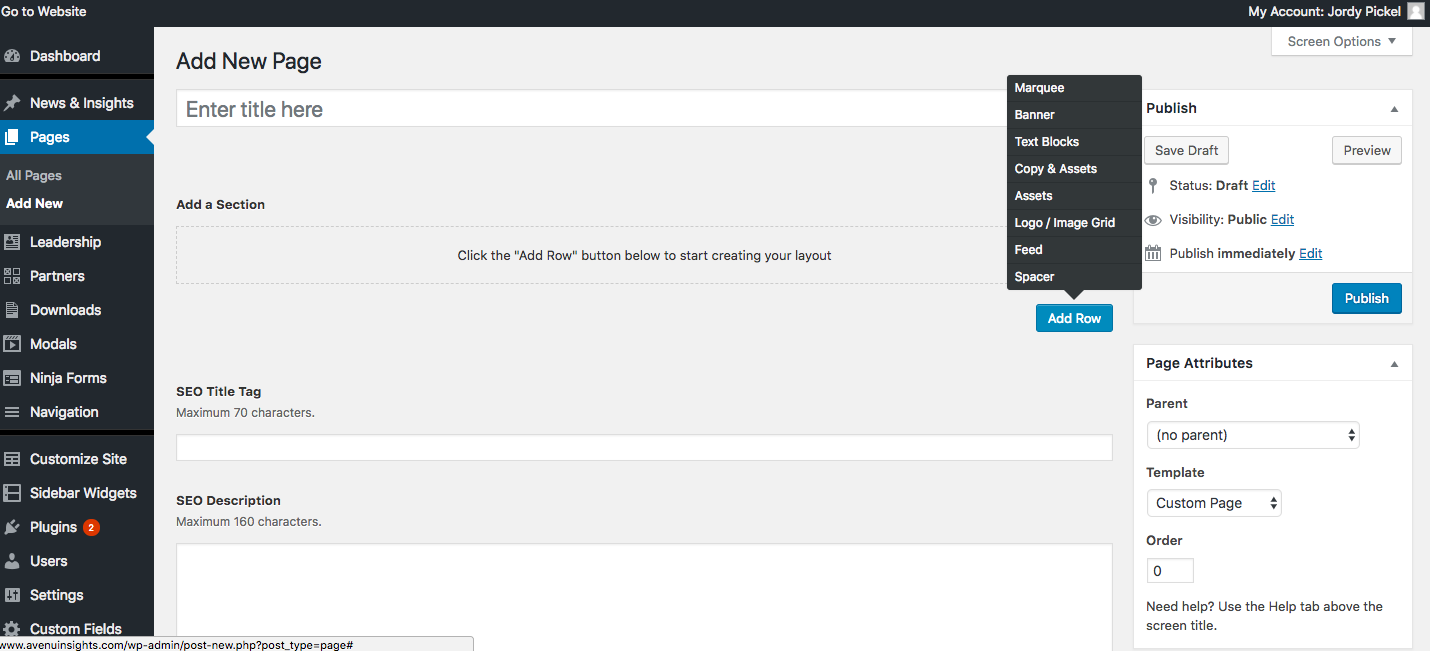 Go to Website
My Account: Jordy Pickel
Dashboard
News & Insights
Pages
All Pages
Add New
Leadership
Partners
Downloads
Modals
Ninja Forms
Navigation
Customize Site
Sidebar Widgets
Plugins 2
Users
Settings
Custom Fields
www.avenuinsights.com/wp-admin/post-new.php?post_type=page#
Screen Options
Add New Page
Enter title here
Add a Section
Click the "Add Row" button below to start creating your layout
Marquee
Banner
Text Blocks
Copy & Assets
Assets
Logo / Image Grid
Feed
Spacer
Add Row
SEO Title Tag
Maximum 70 characters.
SEO Description
Maximum 160 characters.
Publish
Save Draft
Preview
Status: Draft Edit
Visibility: Public Edit
Publish immediately Edit
Publish
Page Attributes
Parent
(no parent)
Template
Custom Page
Order
0
Need help? Use the Help tab above the
screen title.